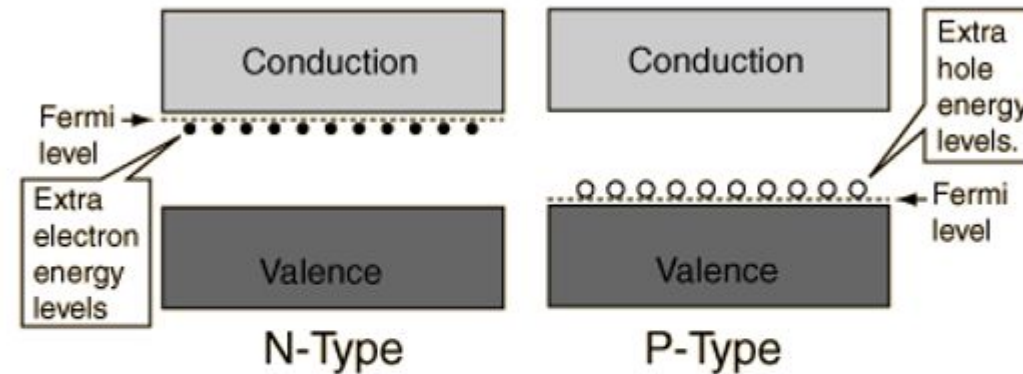 Conduction
Fermi
level
Extra
electron
energy
levels
Valence
N-Type
Conduction
Extra
hole
energy
levels.
Fermi
level
Valence
P-Type